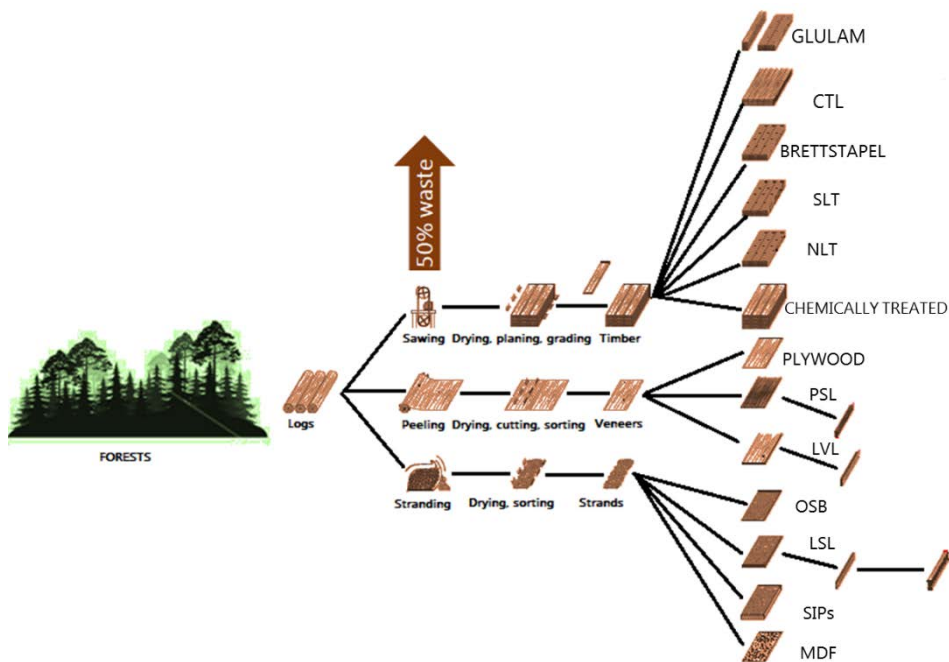 GLULAM
CTL
BRETTSTAPEL
SLT
NLT
CHEMICALLY TREATED
50% waste
Sawing
Drying, planing, grading
Timber
PLYWOOD
PSL
LVL
Logs
Peeling
Drying, cutting, sorting
Veneers
FORESTS
Stranding
Drying, sorting
Strands
OSB
LSL
SIPs
MDF